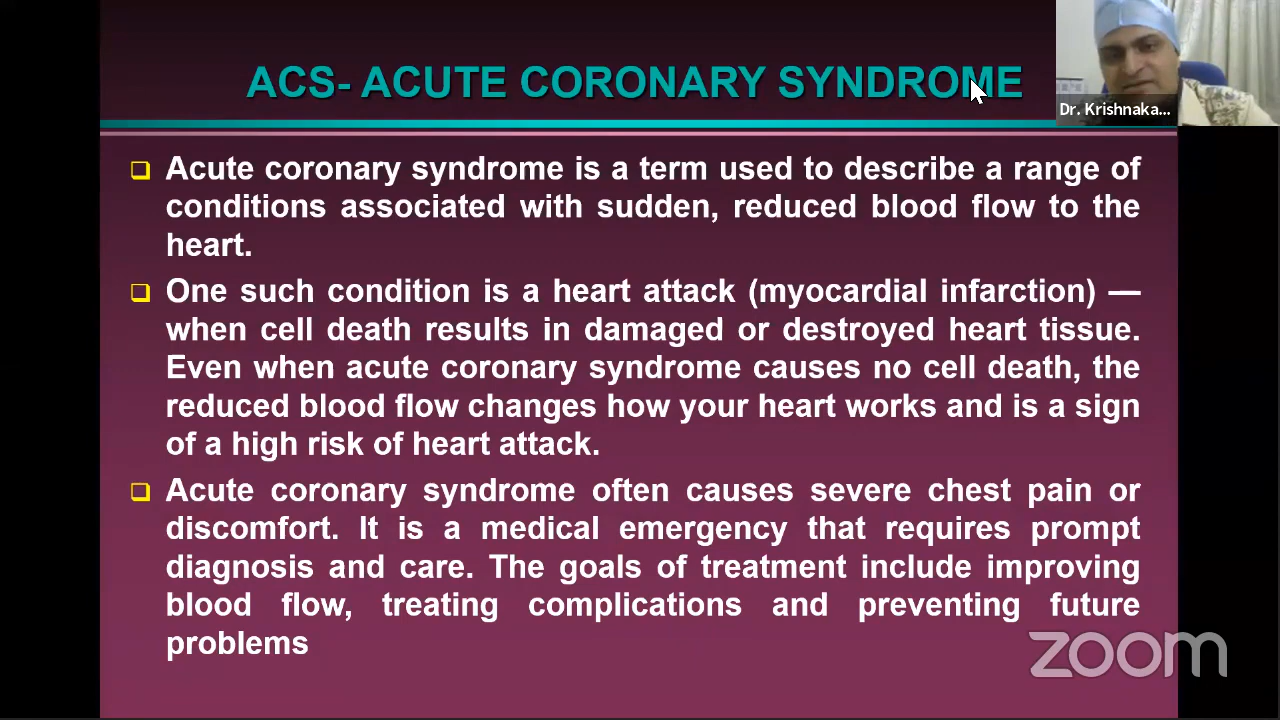 ACS- ACUTE CORONARY SYNDROME
Dr. Krishnaka...
Acute coronary syndrome is a term used to describe a range of
conditions associated with sudden, reduced blood flow to the
heart.
One such condition is a heart attack (myocardial infarction) —
when cell death results in damaged or destroyed heart tissue.
Even when acute coronary syndrome causes no cell death, the
reduced blood flow changes how your heart works and is a sign
of a high risk of heart attack.
Acute coronary syndrome often causes severe chest pain or
discomfort. It is a medical emergency that requires prompt
diagnosis and care. The goals of treatment include improving
blood flow, treating complications and preventing future
problems
zoom